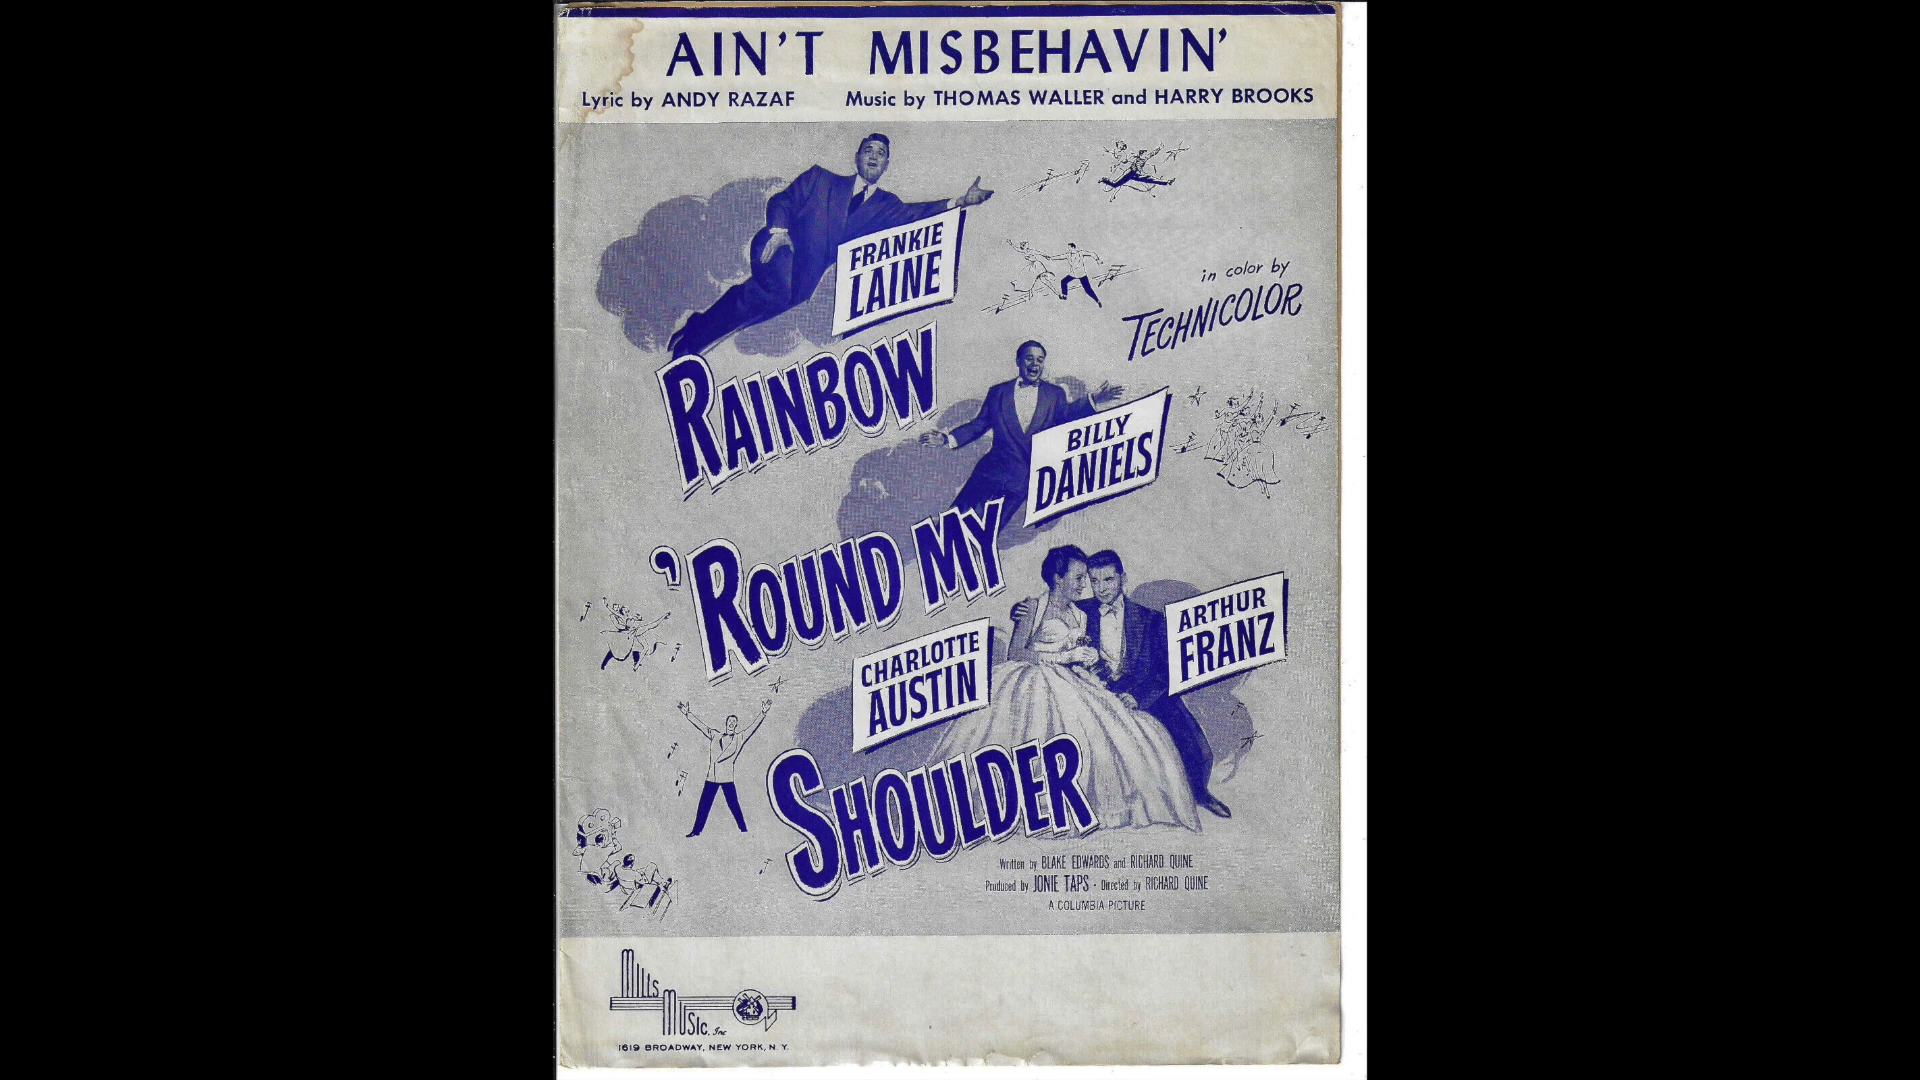 AIN'T MISBEHAVIN'
Lyric by ANDY RAZAF Music by THOMAS WALLER and HARRY BROOKS
FRANKIE
LAINE
in color by
TECHNICOLOR
RAINBOW
BILLY
DANIELS
'ROUND MY
CHARLOTTE
AUSTIN
ARTHUR
FRANZ
SHOULDER
Written by BLAKE EDWARDS and RICHARD QUINE
Produced by JONIE TAPS · Directed by RICHARD QUINE
A COLUMBIA PICTURE
MILLS
MUSIC, Inc
1619 BROADWAY, NEW YORK, N. Y.